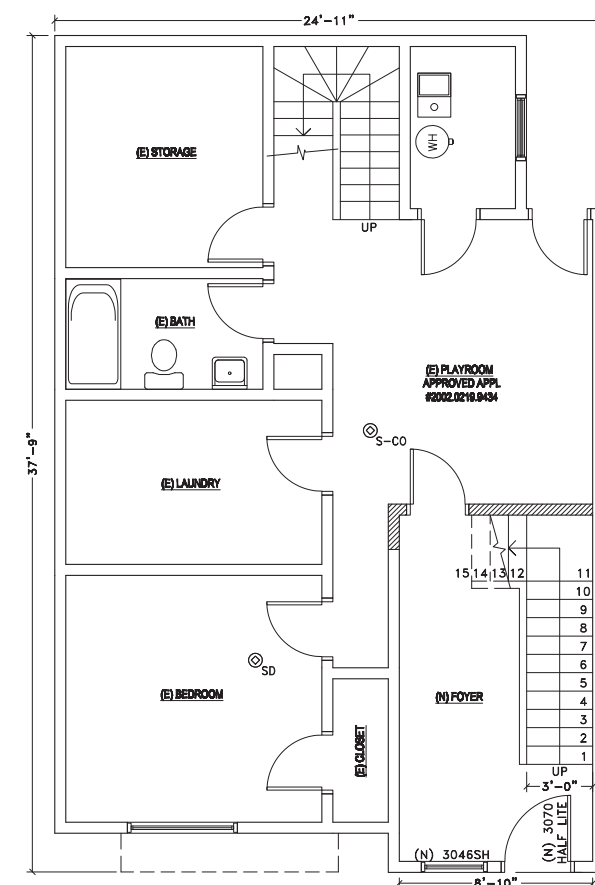 24'-11"
(E) STORAGE
WH
UP
(E) BATH
(E) PLAYROOM
APPROVED APPL
#2002.0219.9434
S-CO
37'-9"
(E) LAUNDRY
15 14 13 12 11
10
9
8
7
6
5
4
3
2
1
SD
(E) BEDROOM
(N) FOYER
(E) CLOSET
UP
3'-0"
(N) 3070
HALF LITE
(N) 3046SH
8'-10"